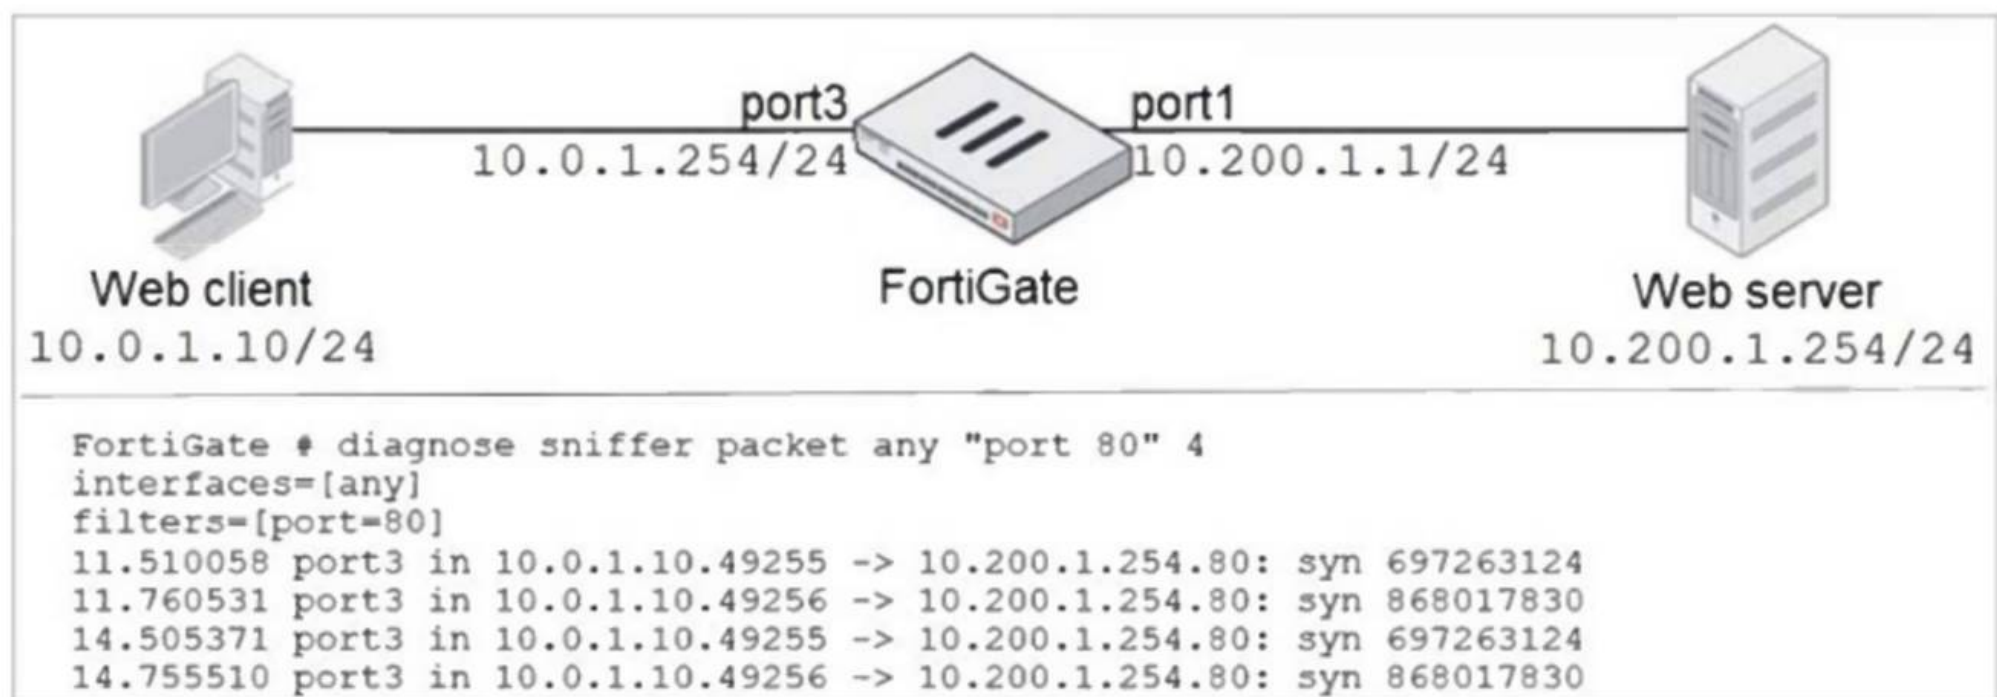 port3
port1
10.0.1.254/24
10.200.1.1/24
Web client
FortiGate
Web server
10.0.1.10/24
10.200.1.254/24
FortiGate # diagnose sniffer packet any "port 80" 4
interfaces=[any]
filters=[port=80]
11.510058 port3 in 10.0.1.10.49255 -> 10.200.1.254.80: syn 697263124
11.760531 port3 in 10.0.1.10.49256 -> 10.200.1.254.80: syn 868017830
14.505371 port3 in 10.0.1.10.49255 -> 10.200.1.254.80: syn 697263124
14.755510 port3 in 10.0.1.10.49256 -> 10.200.1.254.80: syn 868017830